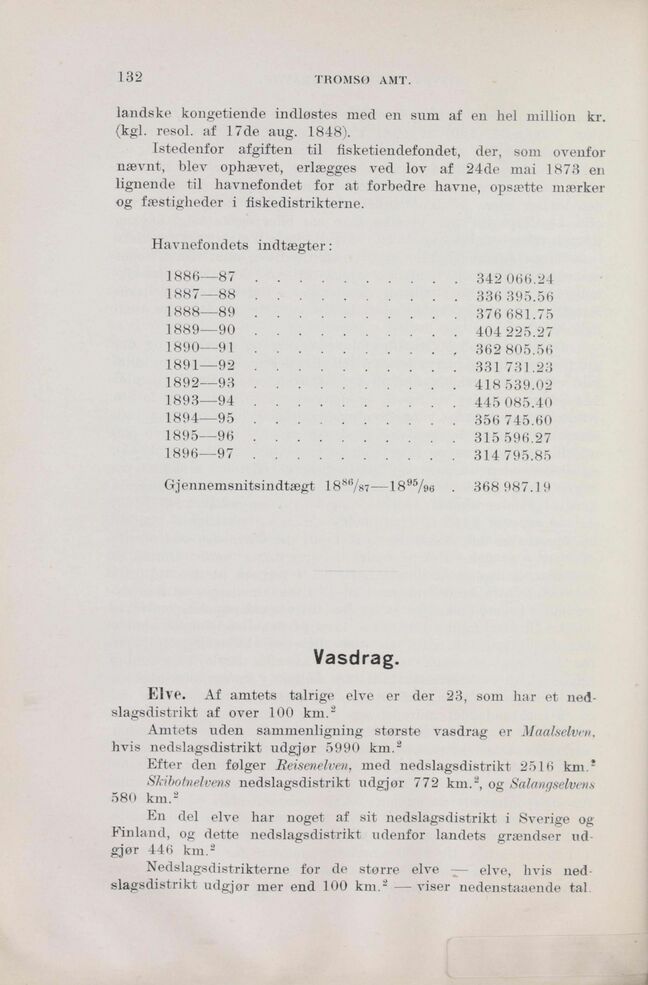 132
TROMSØ AMT.
landske kongetiende indløstes med en sum af en hel million kr.
(kgl. resol. af 17de aug. 1848).
Istedenfor afgiften til fisketiendefondet, der, som ovenfor
nævnt, blev ophævet, erlægges ved lov af 24de mai 1873 en
lignende til havnefondet for at forbedre havne, opsætte mærker
og fæstigheder i fiskedistrikterne.
Havnefondets indtægter:
1886—87 . . . . . . . . . . 342 066.24
1887—88 . . . . . . . . . . 336 395.56
1888—89 . . . . . . . . . . 376 681.75
1889—90 . . . . . . . . . . 404 225.27
1890—91 . . . . . . . . . . 362 805.56
1891—92 . . . . . . . . . . 331 731.23
1892—93 . . . . . . . . . . 418 539.02
1893—94 . . . . . . . . . . 445 085.40
1894—95 . . . . . . . . . . 356 745.60
1895—96 . . . . . . . . . . 315 596.27
1896—97 . . . . . . . . . . 314 795.85
Gjennemsnitsindtægt 18⁸⁶/₈₇—18⁹⁵/₉₆ . 368 987.19
Vasdrag.
Elve. Af amtets talrige elve er der 23, som har et ned-
slagsdistrikt af over 100 km.²
Amtets uden sammenligning største vasdrag er Maalselven,
hvis nedslagsdistrikt udgjør 5990 km.²
Efter den følger Reisenelven, med nedslagsdistrikt 2516 km.²
Skibotnelvens nedslagsdistrikt udgjør 772 km.², og Salangselvens
580 km.²
En del elve har noget af sit nedslagsdistrikt i Sverige og
Finland, og dette nedslagsdistrikt udenfor landets grændser ud-
gjør 446 km.²
Nedslagsdistrikterne for de større elve — elve, hvis ned-
slagsdistrikt udgjør mer end 100 km.² — viser nedenstaaende tal.